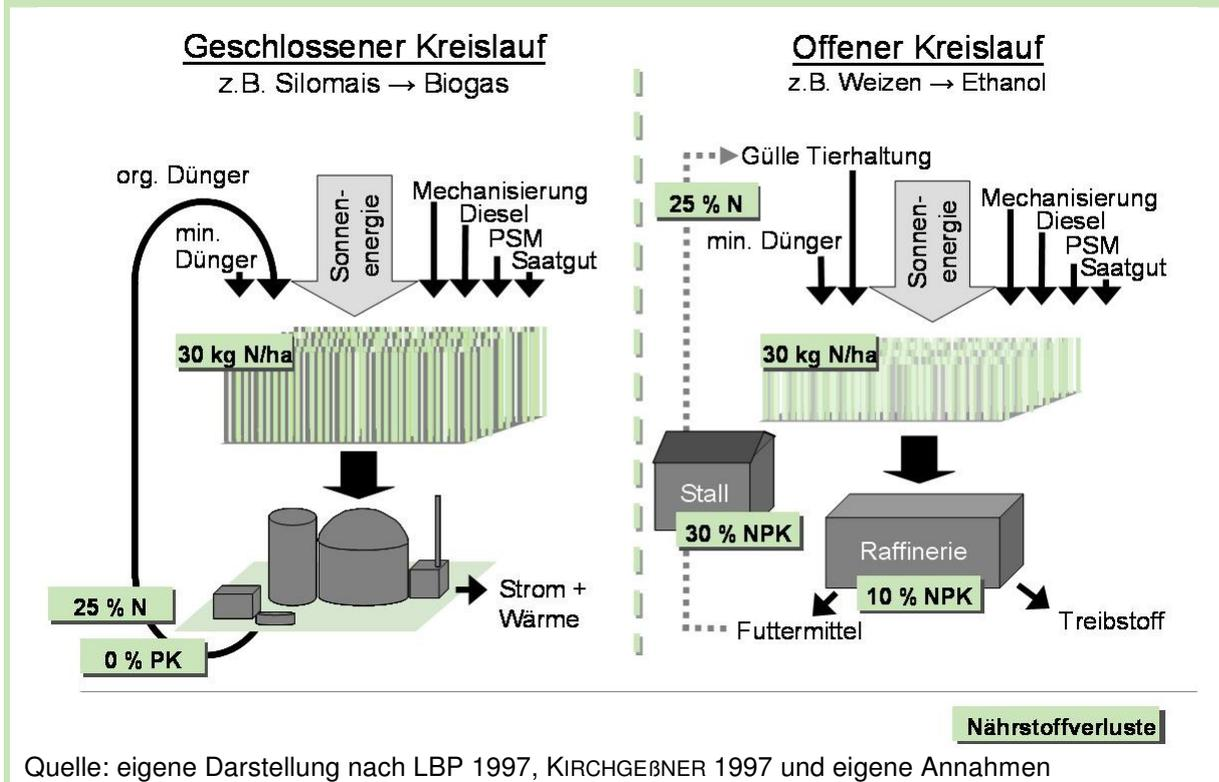 Geschlossener Kreislauf
z.B. Silomais → Biogas
org. Dünger
min.
Dünger
Sonnen-
energie
Mechanisierung
Diesel
PSM
Saatgut
30 kg N/ha
25 % N
0 % PK
Strom +
Wärme
Offener Kreislauf
z.B. Weizen → Ethanol
Gülle Tierhaltung
25 % N
min. Dünger
Sonnen-
energie
Mechanisierung
Diesel
PSM
Saatgut
30 kg N/ha
Stall
30 % NPK
Raffinerie
10 % NPK
Futtermittel
Treibstoff
Nährstoffverluste
Quelle: eigene Darstellung nach LBP 1997, KIRCHGEßNER 1997 und eigene Annahmen